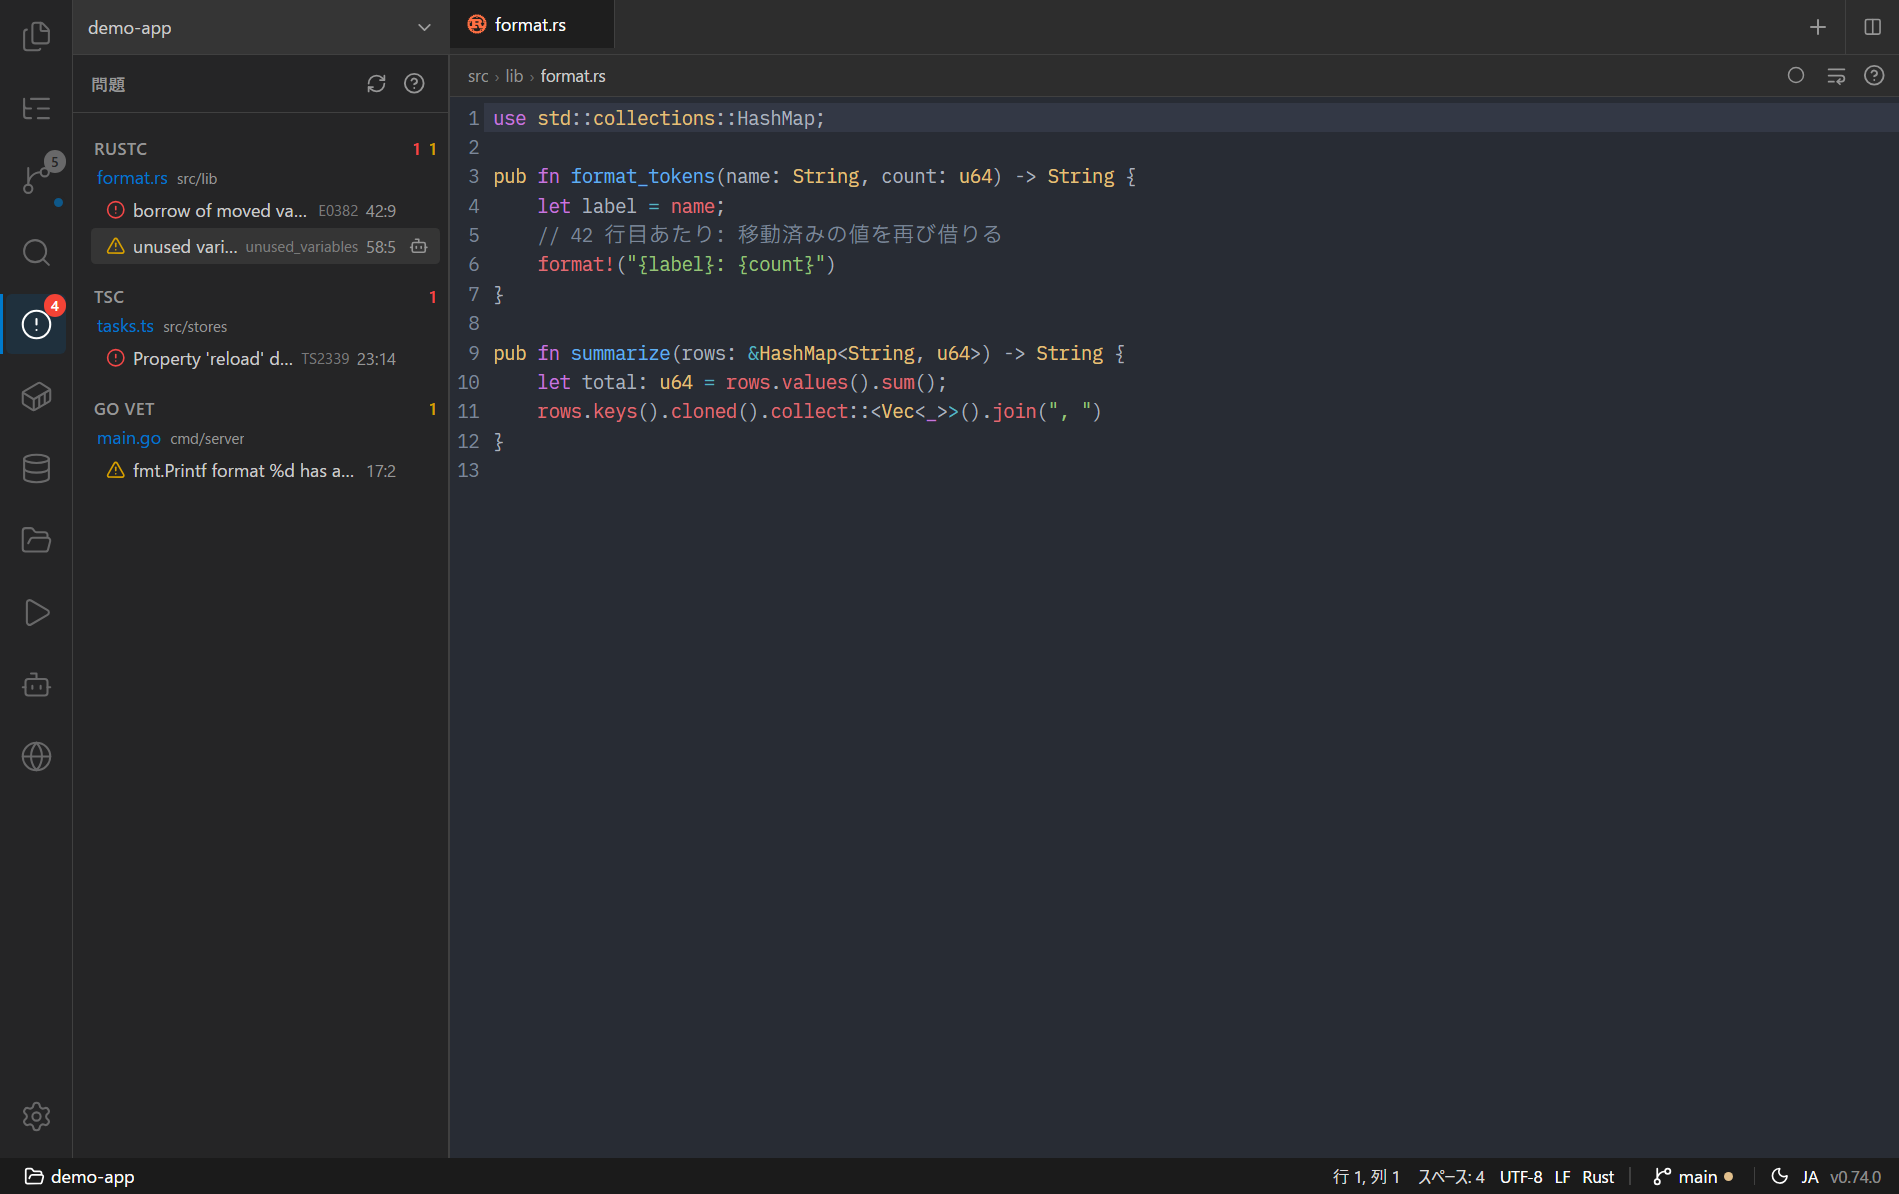 demo-app
format.rs
問題
src › lib › format.rs
5
4
RUSTC 1 1
format.rs src/lib
borrow of moved va... E0382 42:9
unused vari... unused_variables 58:5
TSC 1
tasks.ts src/stores
Property 'reload' d... TS2339 23:14
GO VET 1
main.go cmd/server
fmt.Printf format %d has a... 17:2
1 use std::collections::HashMap;
2
3 pub fn format_tokens(name: String, count: u64) -> String {
4     let label = name;
5     // 42 行目あたり: 移動済みの値を再び借りる
6     format!("{label}: {count}")
7 }
8
9 pub fn summarize(rows: &HashMap<String, u64>) -> String {
10     let total: u64 = rows.values().sum();
11     rows.keys().cloned().collect::<Vec<_>>().join(", ")
12 }
13
demo-app
行 1, 列 1 スペース: 4 UTF-8 LF Rust main JA v0.74.0